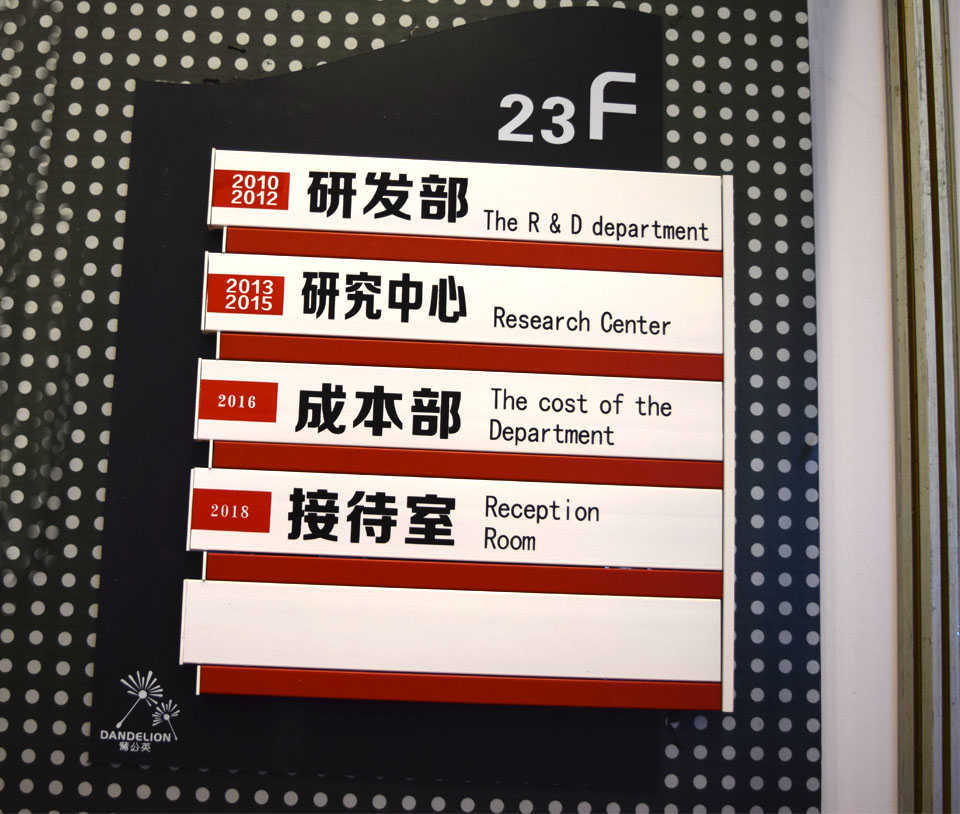 23F
2010
2012
研发部
The R & D department
2013
2015
研究中心
Research Center
2016
成本部
The cost of the
Department
2018
接待室
Reception
Room
DANDELION
蒲公英